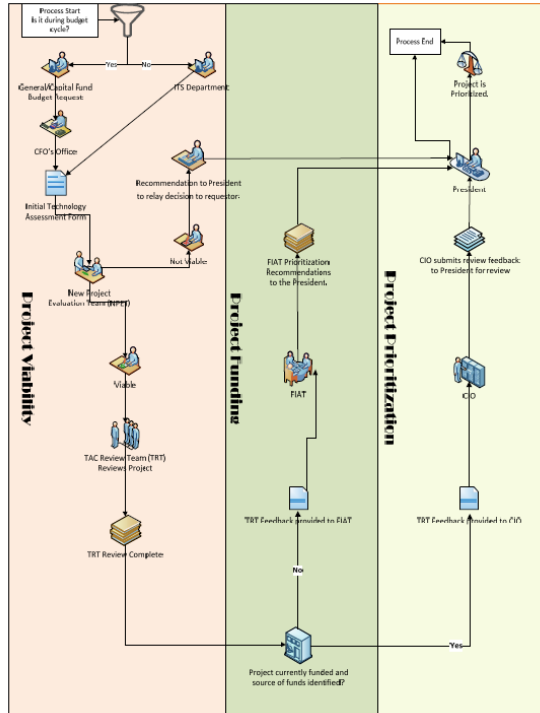 Process Start
Is it during budget
cycle?
Yes
No
General/Capital Fund
Budget Request
ITS Department
CFO's Office
Initial Technology
Assessment Form
Recommendation to President
to relay decision to requestor.
Not Viable
New Project
Evaluation Team (NPET)
Viable
TAC Review Team (TRT)
Reviews Project
TRT Review Complete
Project Viability
Project Funding
FIAT Prioritization
Recommendations
to the President.
FIAT
TRT Feedback provided to FIAT
No
Project currently funded and
source of funds identified?
Yes
Project Prioritization
Process End
Project is
Prioritized.
President
CIO submits review feedback
to President for review
CIO
TRT Feedback provided to CIO